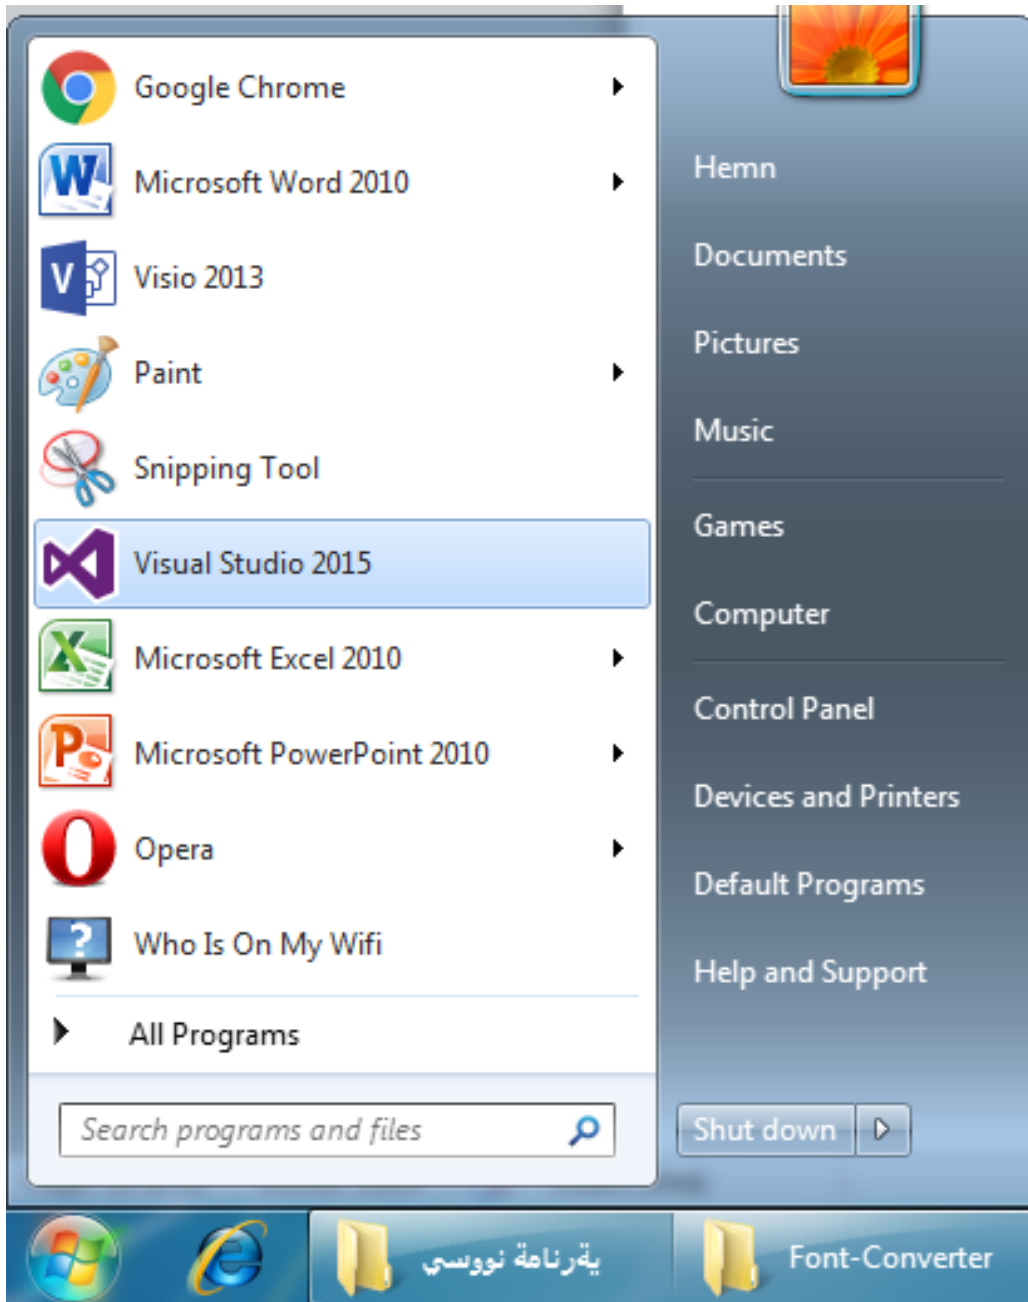 Google Chrome
Microsoft Word 2010
Visio 2013
Paint
Snipping Tool
Visual Studio 2015
Microsoft Excel 2010
Microsoft PowerPoint 2010
Opera
Who Is On My Wifi
All Programs
Search programs and files
Hemn
Documents
Pictures
Music
Games
Computer
Control Panel
Devices and Printers
Default Programs
Help and Support
Shut down
یةرنامة نووسي
Font-Converter